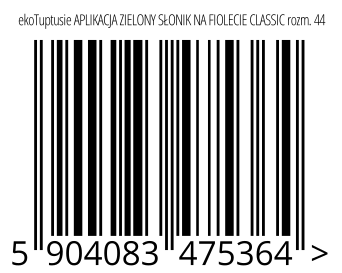 ekoTuptusie APLIKACJA ZIELONY SŁONIK NA FIOLECIE CLASSIC rozm. 44
5 904083 475364 >